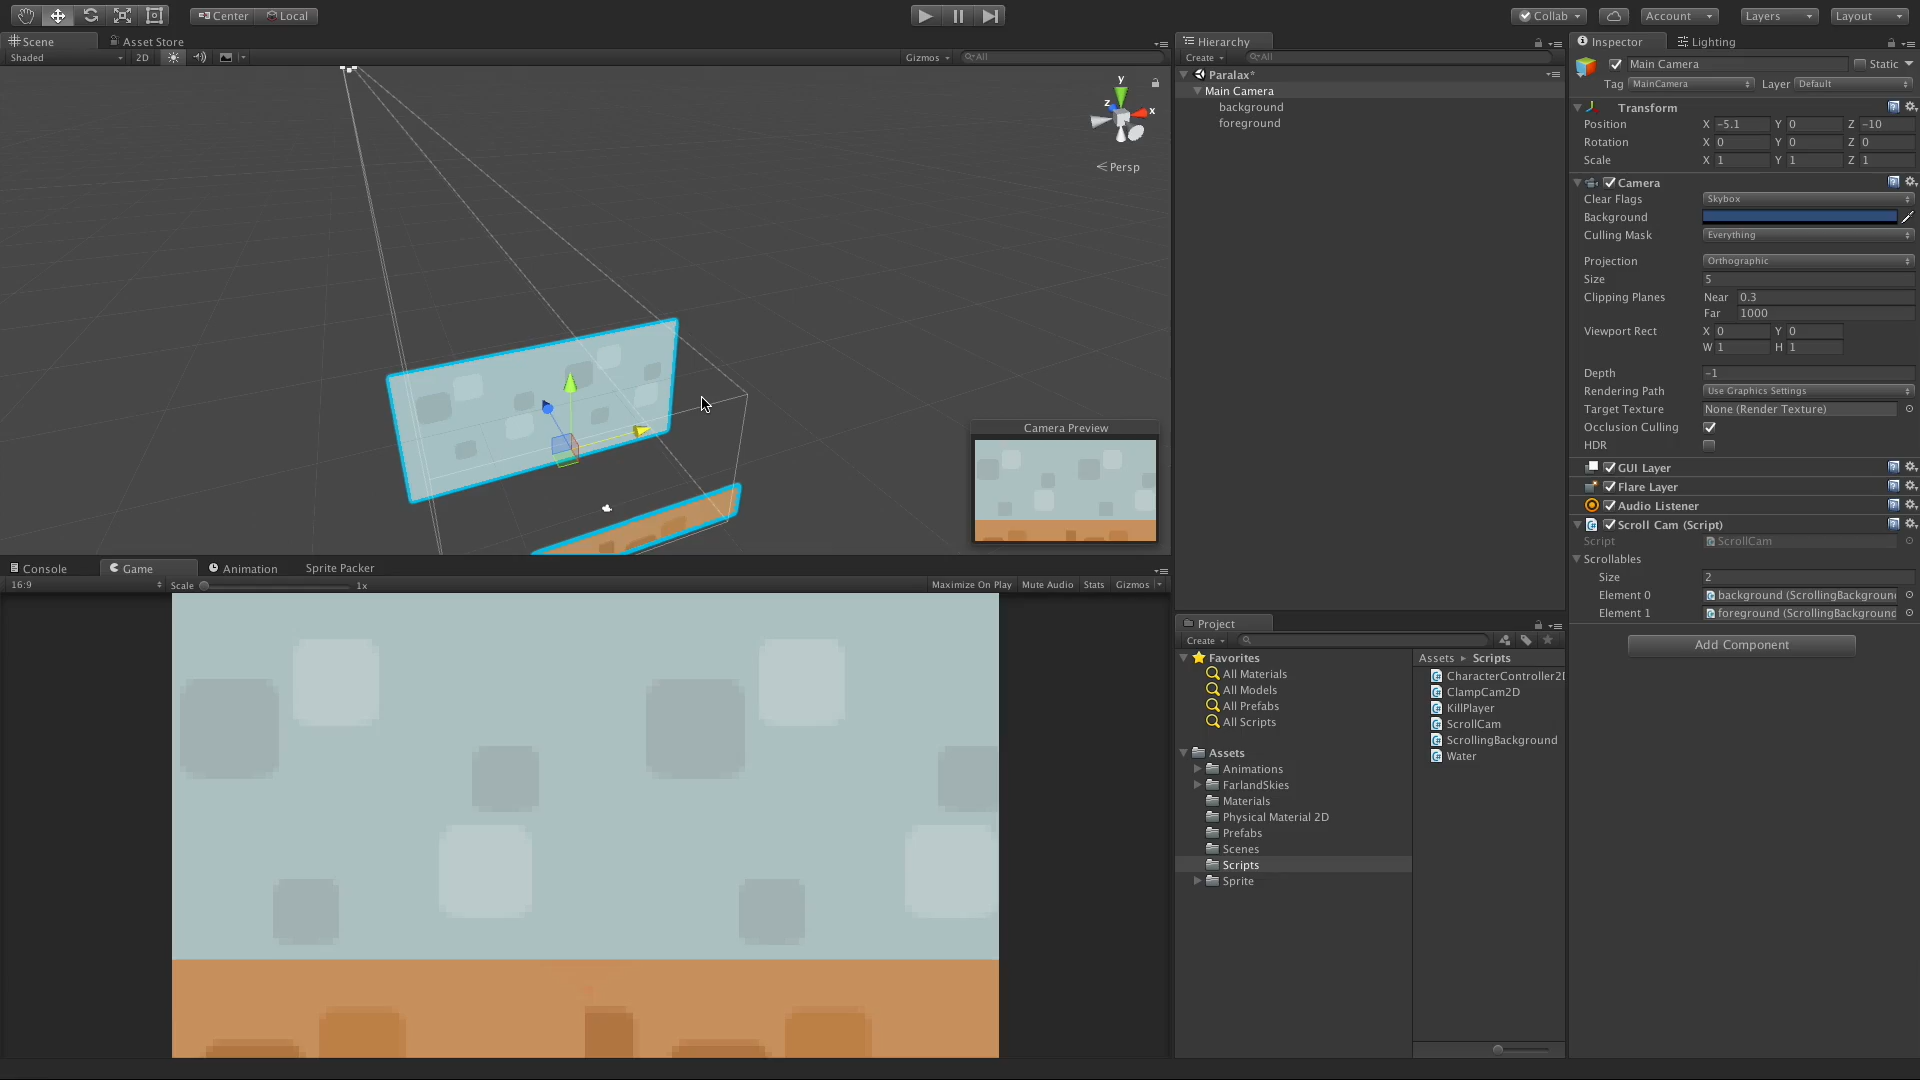 Center Local
Collab Account Layers Layout
Scene Asset Store
Shaded 2D Gizmos All
y
z x
Persp
Camera Preview
Console Game Animation Sprite Packer
16:9 Scale 1x Maximize On Play Mute Audio Stats Gizmos
Hierarchy
Create All
Paralax*
Main Camera
background
foreground
Project
Create
Favorites
All Materials
All Models
All Prefabs
All Scripts
Assets
Animations
FarlandSkies
Materials
Physical Material 2D
Prefabs
Scenes
Scripts
Sprite
Assets Scripts
CharacterController2
ClampCam2D
KillPlayer
ScrollCam
ScrollingBackground
Water
Inspector Lighting
Main Camera Static
Tag MainCamera Layer Default
Transform
Position X -5.1 Y 0 Z -10
Rotation X 0 Y 0 Z 0
Scale X 1 Y 1 Z 1
Camera
Clear Flags Skybox
Background
Culling Mask Everything
Projection Orthographic
Size 5
Clipping Planes Near 0.3
Far 1000
Viewport Rect X 0 Y 0
W 1 H 1
Depth -1
Rendering Path Use Graphics Settings
Target Texture None (Render Texture)
Occlusion Culling
HDR
GUI Layer
Flare Layer
Audio Listener
Scroll Cam (Script)
Script ScrollCam
Scrollables
Size 2
Element 0 background (ScrollingBackground
Element 1 foreground (ScrollingBackground
Add Component